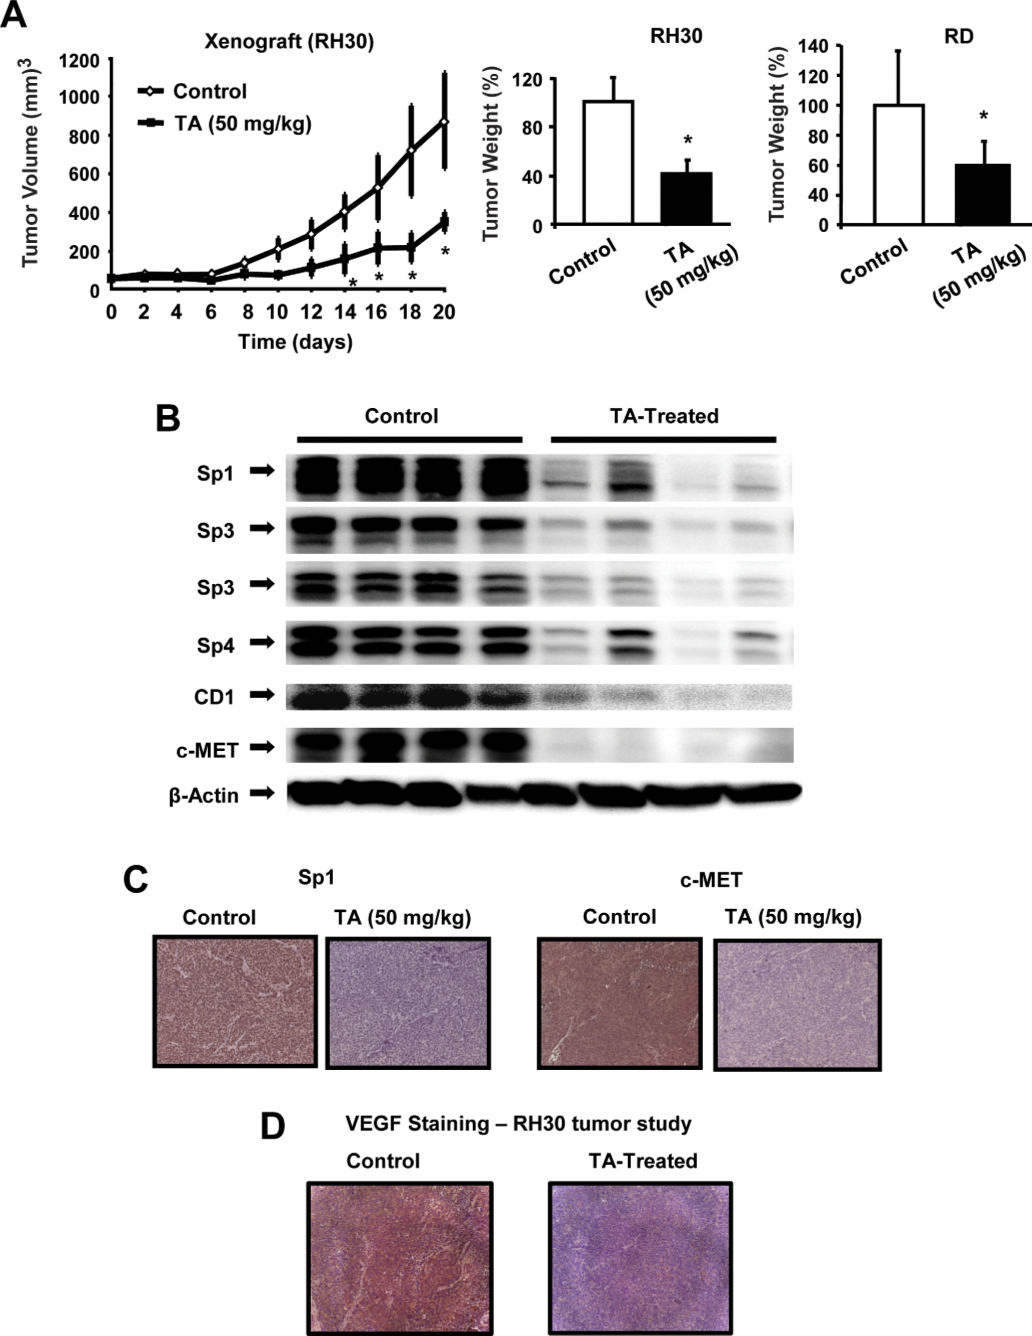 A
Xenograft (RH30)
Tumor Volume (mm)³
1200
1000
800
600
400
200
0
Control
TA (50 mg/kg)
*
*
*
*
0 2 4 6 8 10 12 14 16 18 20
Time (days)
RH30
Tumor Weight (%)
120
80
40
0
*
Control
TA
(50 mg/kg)
RD
Tumor Weight (%)
140
120
100
80
60
40
0
*
Control
TA
(50 mg/kg)
B
Control TA-Treated
Sp1
Sp3
Sp3
Sp4
CD1
c-MET
β-Actin
C
Sp1 c-MET
Control TA (50 mg/kg) Control TA (50 mg/kg)
D
VEGF Staining – RH30 tumor study
Control TA-Treated